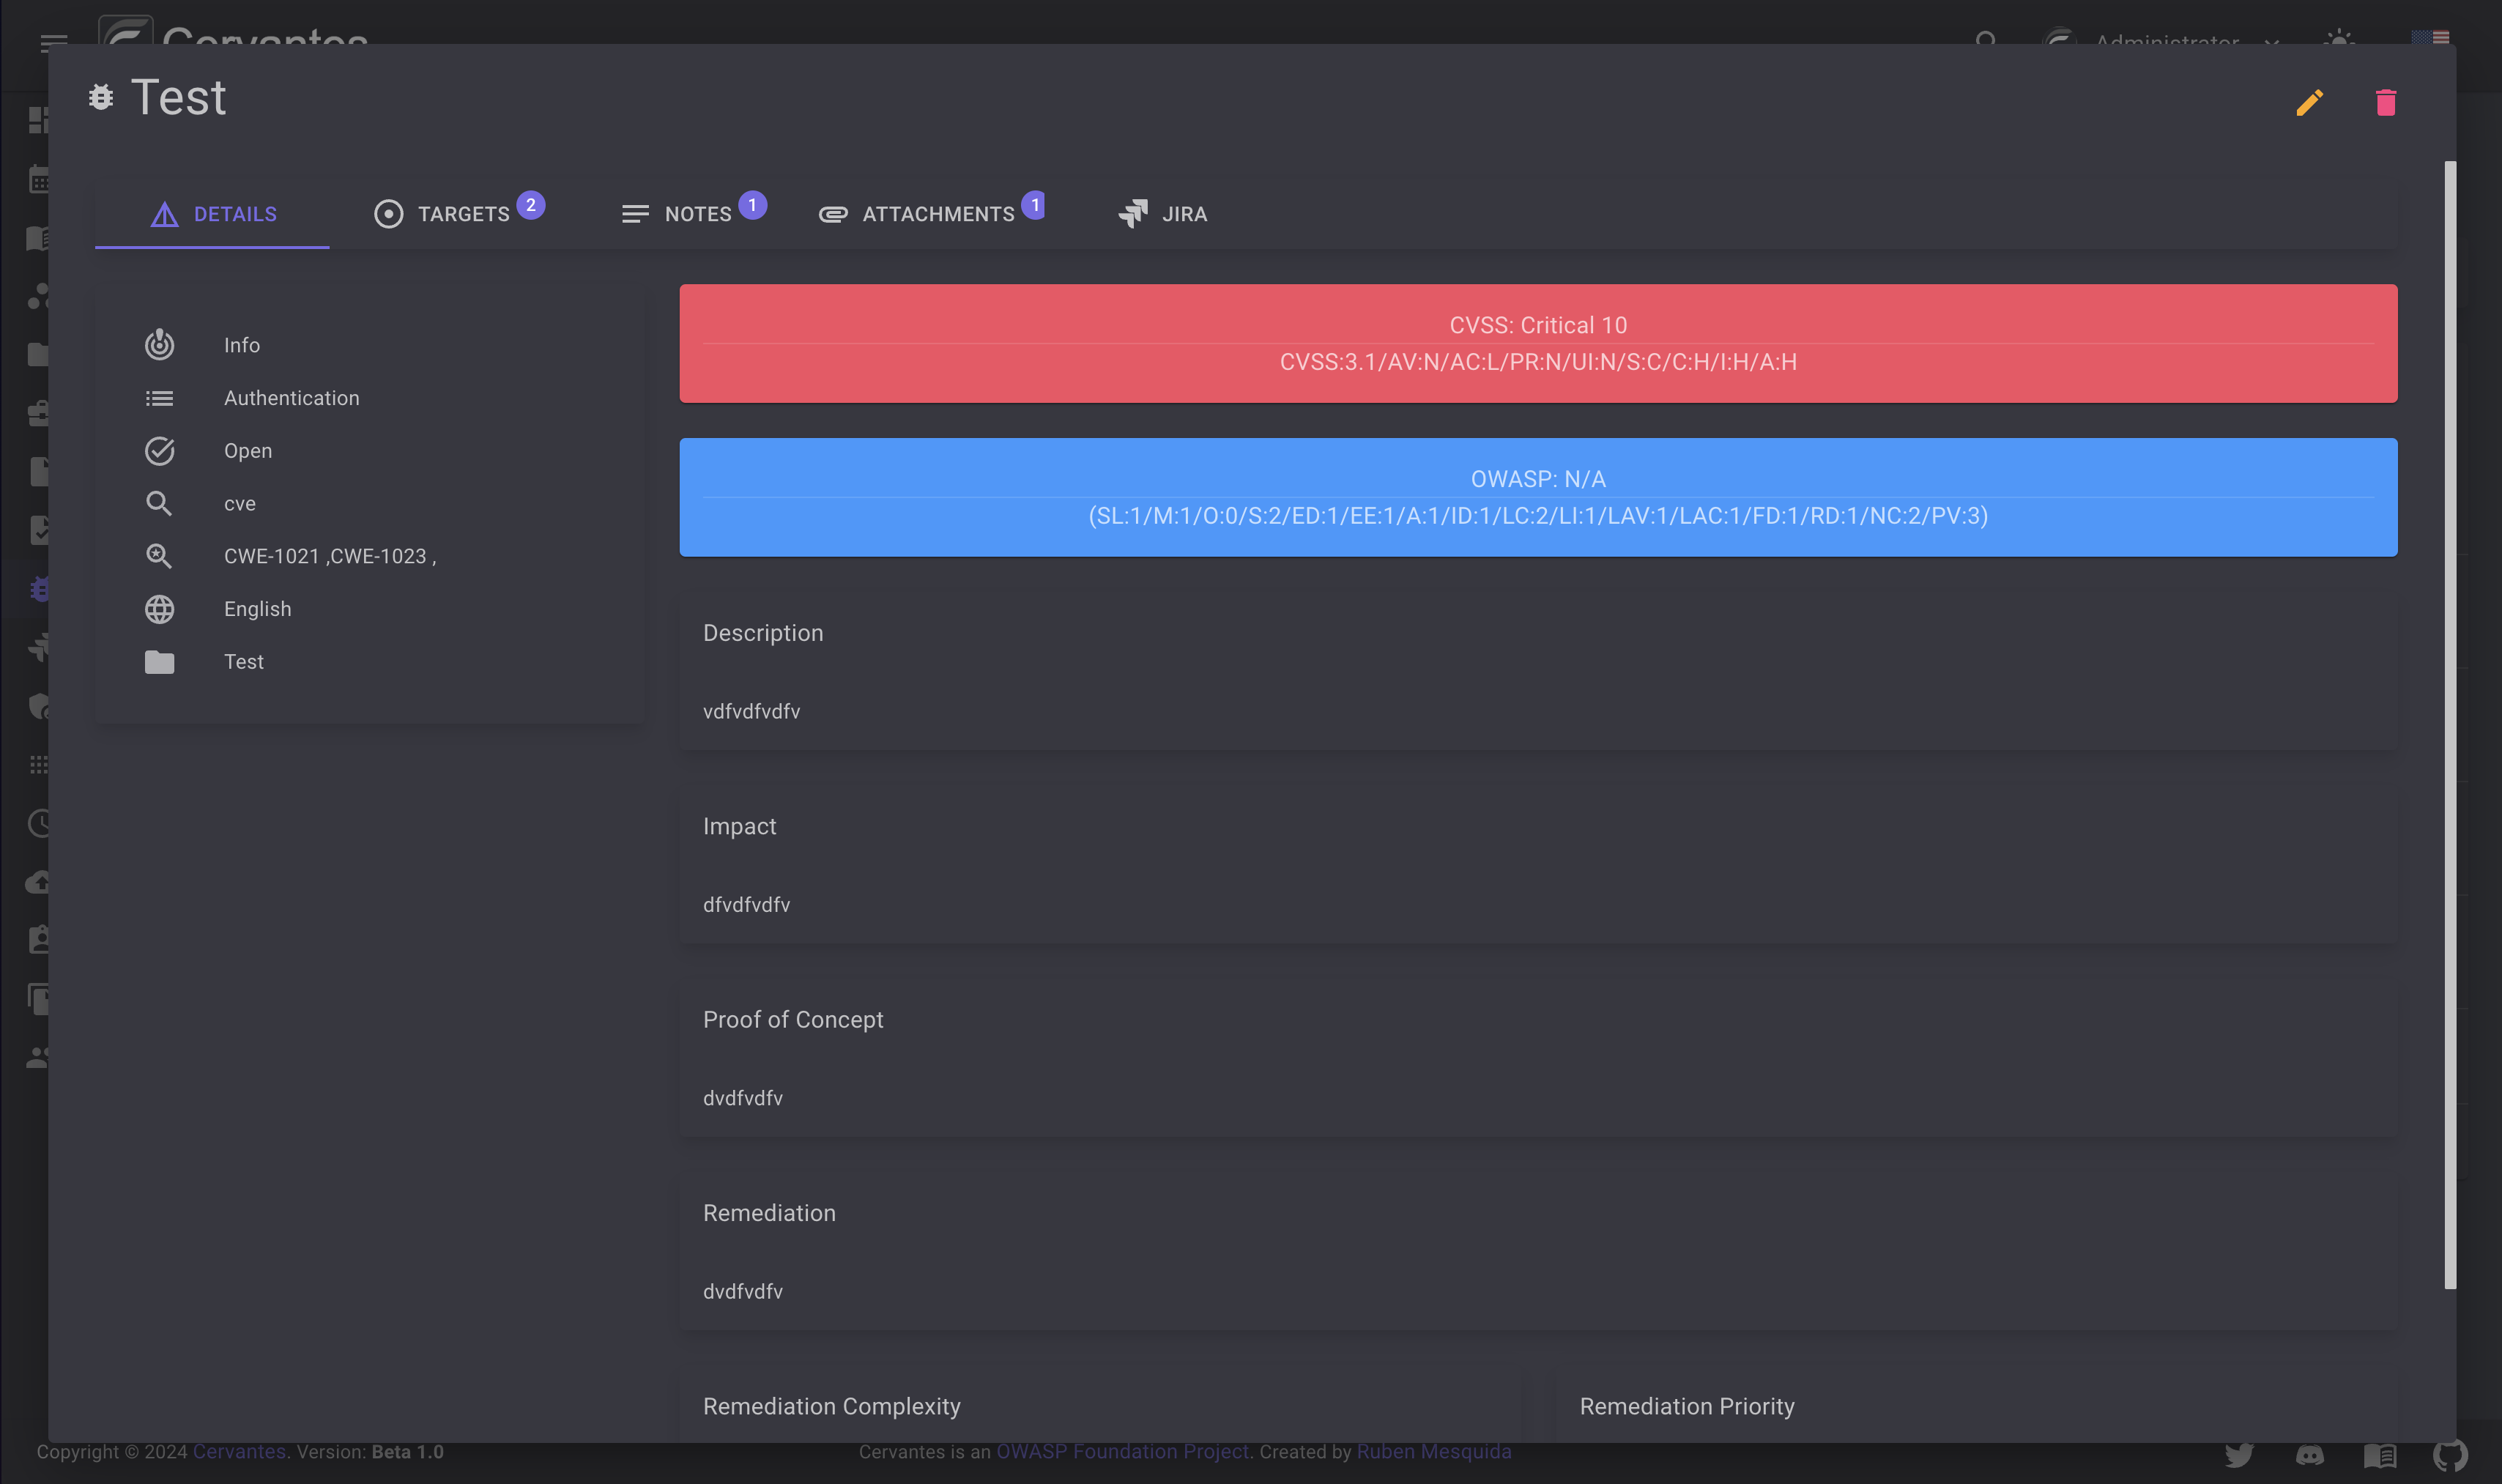 Cervantes
Administrator
Test
DETAILS
TARGETS 2
NOTES 1
ATTACHMENTS 1
JIRA
Info
Authentication
Open
cve
CWE-1021 ,CWE-1023 ,
English
Test
CVSS: Critical 10
CVSS:3.1/AV:N/AC:L/PR:N/UI:N/S:C/C:H/I:H/A:H
OWASP: N/A
(SL:1/M:1/O:0/S:2/ED:1/EE:1/A:1/ID:1/LC:2/LI:1/LAV:1/LAC:1/FD:1/RD:1/NC:2/PV:3)
Description
vdfvdfvdfv
Impact
dfvdfvdfv
Proof of Concept
dvdfvdfv
Remediation
dvdfvdfv
Remediation Complexity
Remediation Priority
Copyright © 2024 Cervantes. Version: Beta 1.0
Cervantes is an OWASP Foundation Project. Created by Ruben Mesquida